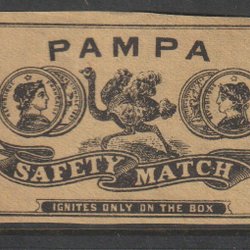 PAMPA
SAFETY MATCH
IGNITES ONLY ON THE BOX